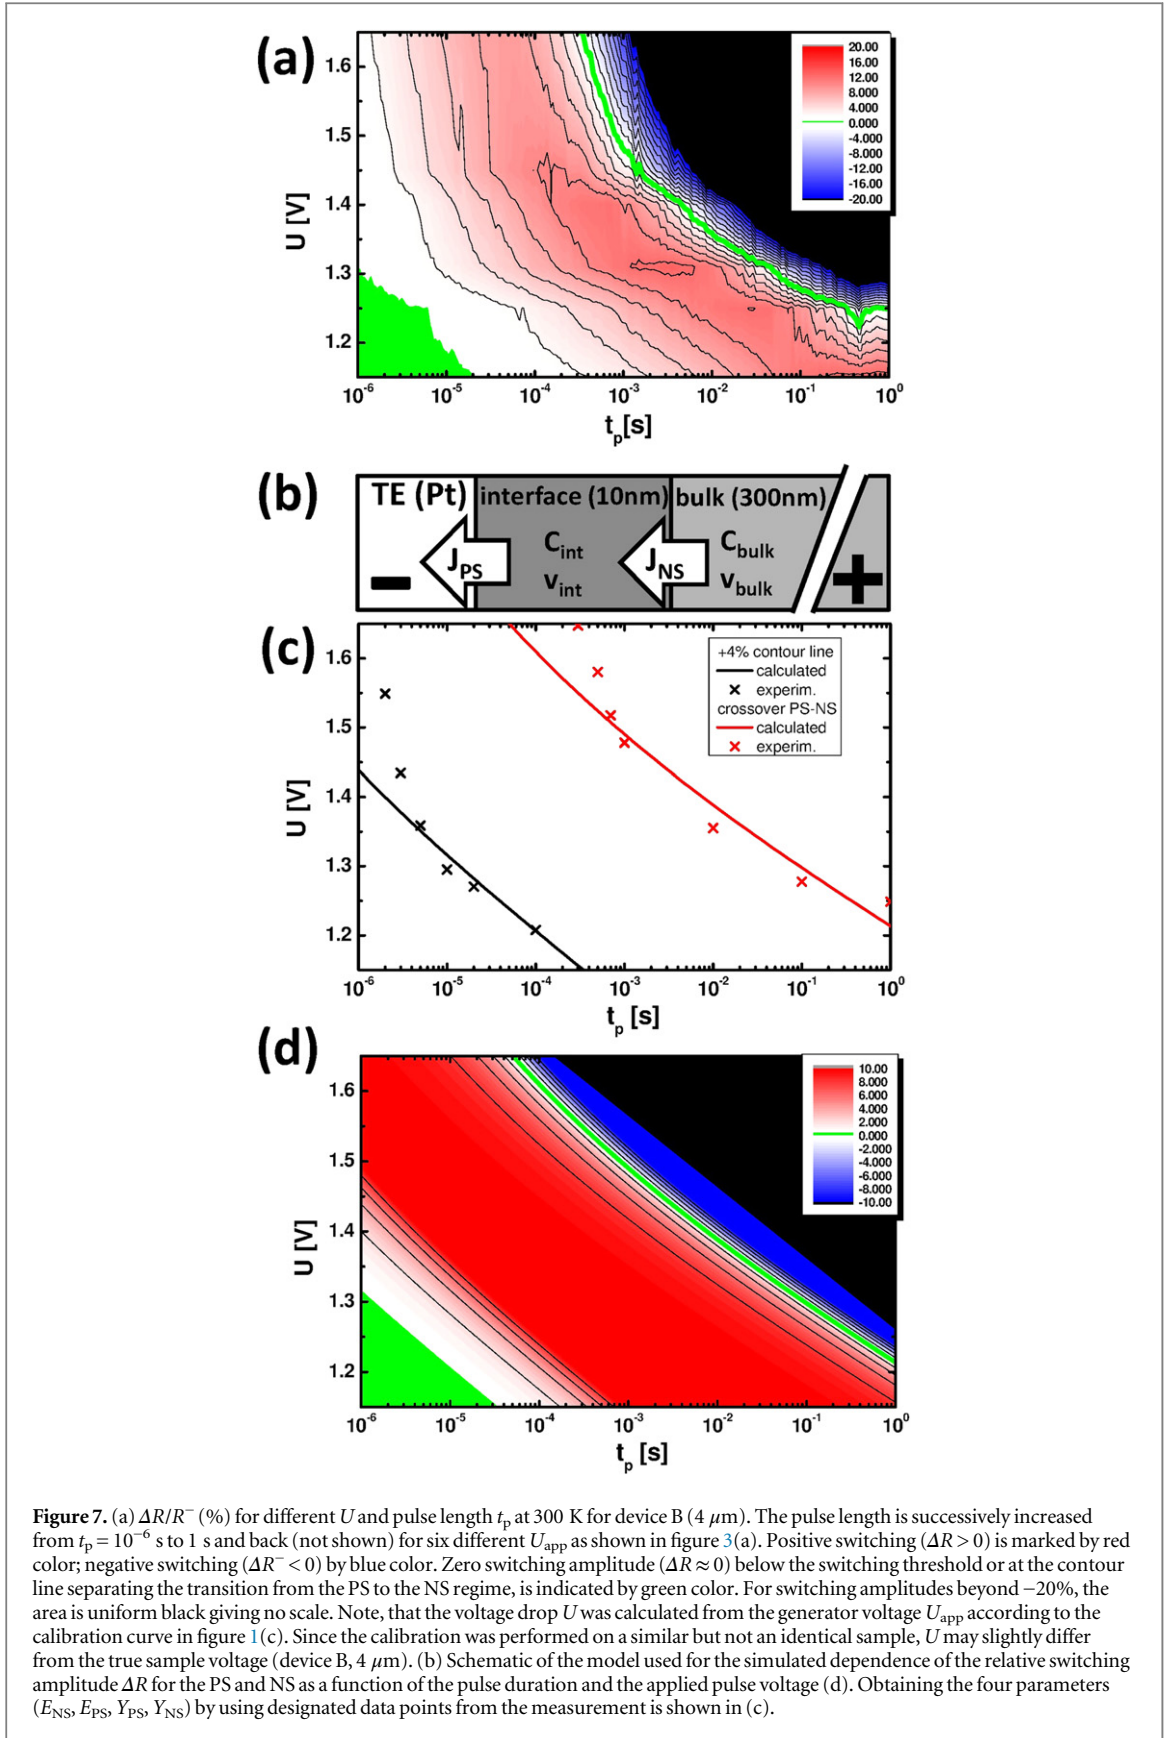 (a)
1.6
1.5
1.4
1.3
1.2
U [V]
20.00
16.00
12.00
8.000
4.000
0.000
-4.000
-8.000
-12.00
-16.00
-20.00
10⁻⁶ 10⁻⁵ 10⁻⁴ 10⁻³ 10⁻² 10⁻¹ 10⁰
tₚ[s]
(b)
TE (Pt) interface (10nm) bulk (300nm)
J_PS C_int J_NS C_bulk
v_int v_bulk
− +
(c)
1.6
1.5
1.4
1.3
1.2
U [V]
+4% contour line
calculated
experim.
crossover PS-NS
calculated
experim.
10⁻⁶ 10⁻⁵ 10⁻⁴ 10⁻³ 10⁻² 10⁻¹ 10⁰
tₚ [s]
(d)
1.6
1.5
1.4
1.3
1.2
U [V]
10.00
8.000
6.000
4.000
2.000
0.000
-2.000
-4.000
-6.000
-8.000
-10.00
10⁻⁶ 10⁻⁵ 10⁻⁴ 10⁻³ 10⁻² 10⁻¹ 10⁰
tₚ [s]
Figure 7. (a) ΔR/R⁻ (%) for different U and pulse length tₚ at 300 K for device B (4 μm). The pulse length is successively increased
from tₚ = 10⁻⁶ s to 1 s and back (not shown) for six different U_app as shown in figure 3(a). Positive switching (ΔR > 0) is marked by red
color; negative switching (ΔR⁻ < 0) by blue color. Zero switching amplitude (ΔR ≈ 0) below the switching threshold or at the contour
line separating the transition from the PS to the NS regime, is indicated by green color. For switching amplitudes beyond −20%, the
area is uniform black giving no scale. Note, that the voltage drop U was calculated from the generator voltage U_app according to the
calibration curve in figure 1(c). Since the calibration was performed on a similar but not an identical sample, U may slightly differ
from the true sample voltage (device B, 4 μm). (b) Schematic of the model used for the simulated dependence of the relative switching
amplitude ΔR for the PS and NS as a function of the pulse duration and the applied pulse voltage (d). Obtaining the four parameters
(E_NS, E_PS, Y_PS, Y_NS) by using designated data points from the measurement is shown in (c).